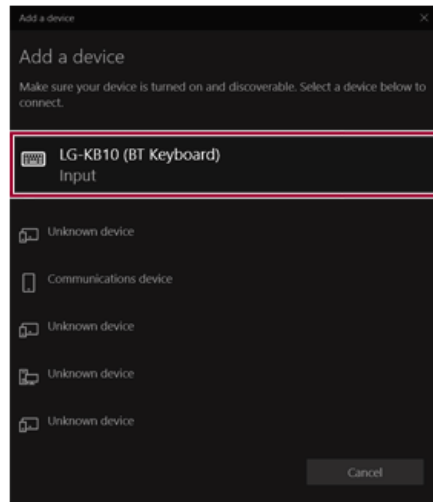 Add a device
Add a device
Make sure your device is turned on and discoverable. Select a device below to
connect.
LG-KB10 (BT Keyboard)
Input
Unknown device
Communications device
Unknown device
Unknown device
Unknown device
Cancel